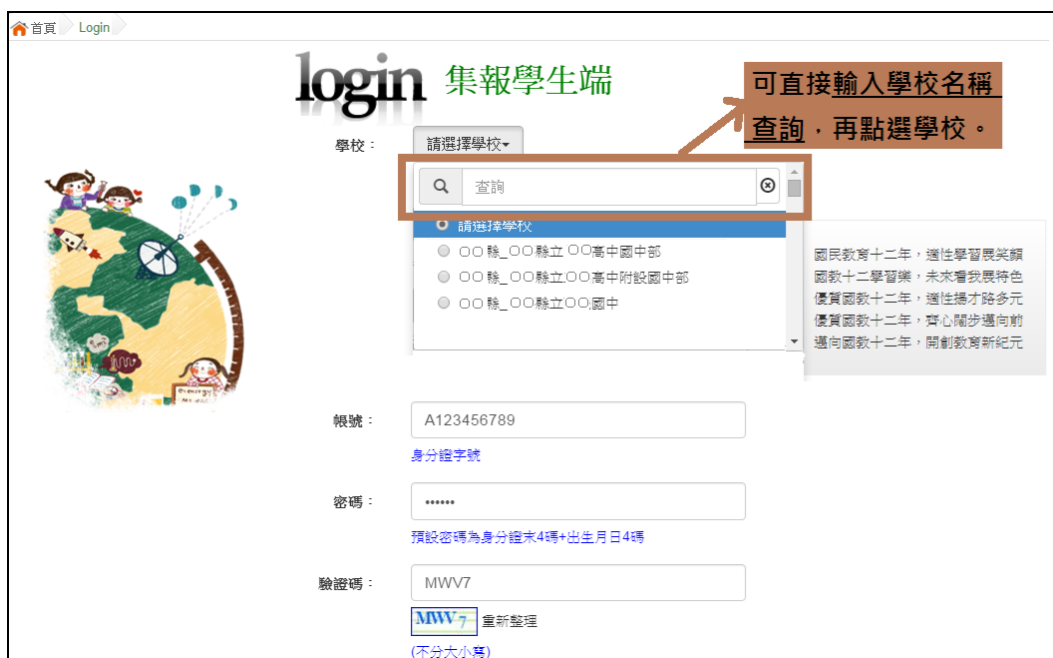 首頁 Login
login 集報學生端
可直接輸入學校名稱
查詢，再點選學校。
學校：
請選擇學校
查詢
請選擇學校
○○縣_○○縣立○○高中國中部
○○縣_○○縣立○○高中附設國中部
○○縣_○○縣立○○國中
國民教育十二年，適性學習展笑顏
國教十二學習樂，未來看我展特色
優質國教十二年，適性揚才路多元
優質國教十二年，齊心闊步邁向前
邁向國教十二年，開創教育新紀元
帳號：
A123456789
身分證字號
密碼：
••••••
預設密碼為身分證末4碼+出生月日4碼
驗證碼：
MWV7
MWV7 重新整理
(不分大小寫)